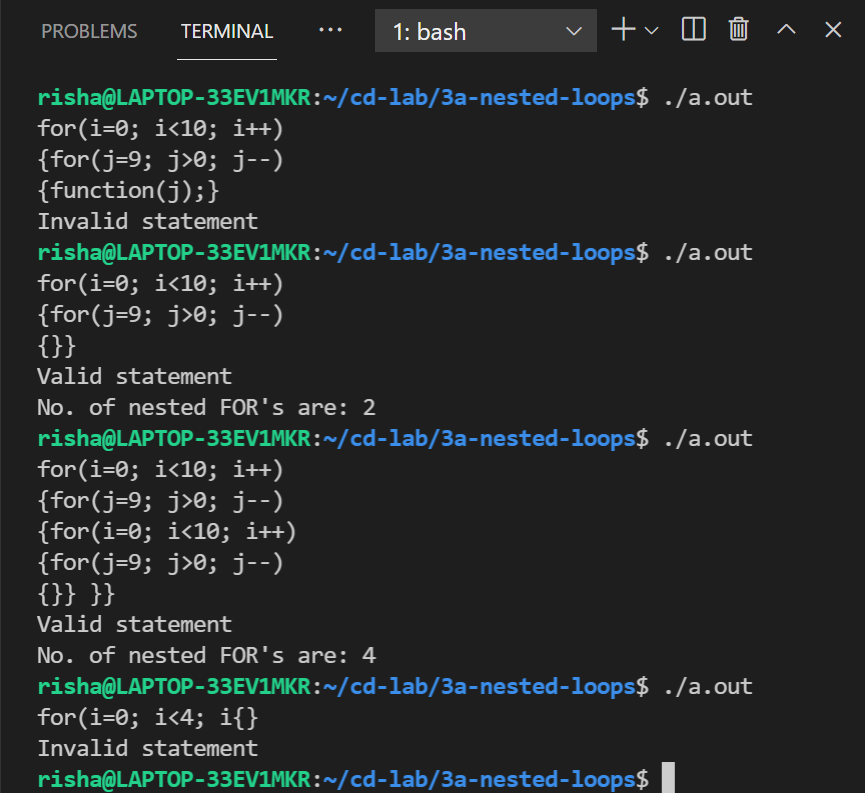 PROBLEMS TERMINAL ··· 1: bash
risha@LAPTOP-33EV1MKR:~/cd-lab/3a-nested-loops$ ./a.out
for(i=0; i<10; i++)
{for(j=9; j>0; j--)
{function(j);}
Invalid statement
risha@LAPTOP-33EV1MKR:~/cd-lab/3a-nested-loops$ ./a.out
for(i=0; i<10; i++)
{for(j=9; j>0; j--)
{}}
Valid statement
No. of nested FOR's are: 2
risha@LAPTOP-33EV1MKR:~/cd-lab/3a-nested-loops$ ./a.out
for(i=0; i<10; i++)
{for(j=9; j>0; j--)
{for(i=0; i<10; i++)
{for(j=9; j>0; j--)
{}} }}
Valid statement
No. of nested FOR's are: 4
risha@LAPTOP-33EV1MKR:~/cd-lab/3a-nested-loops$ ./a.out
for(i=0; i<4; i{}
Invalid statement
risha@LAPTOP-33EV1MKR:~/cd-lab/3a-nested-loops$